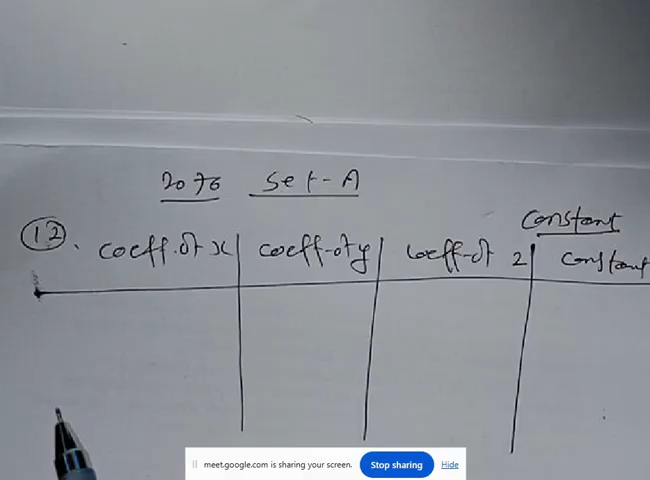 2076 Set-A
Constant
12. coeff. of x coeff-of y coeff-of z constant
meet.google.com is sharing your screen. Stop sharing Hide